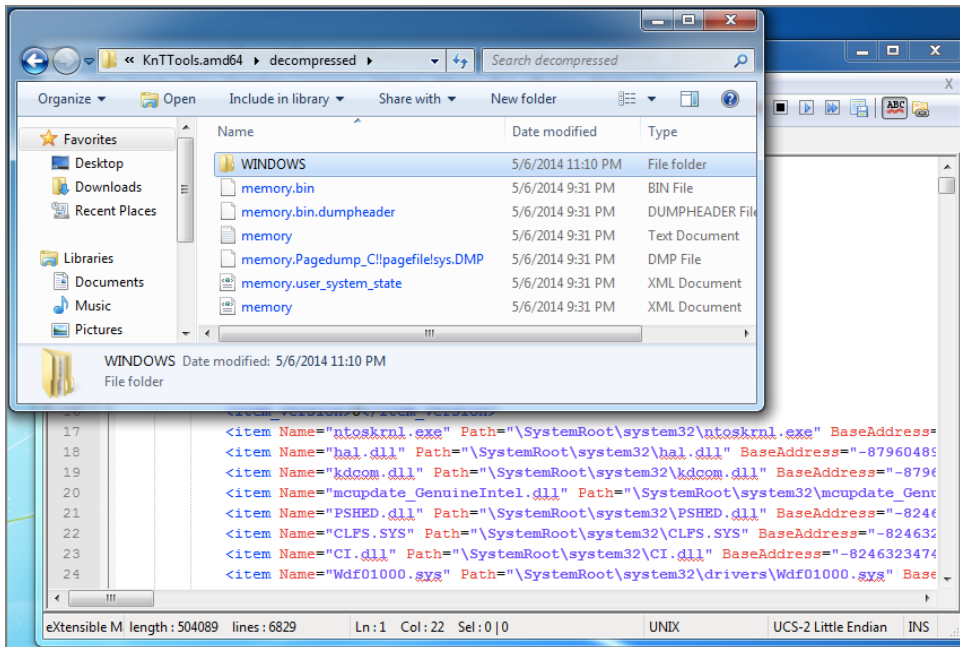 « KnTTools.amd64 decompressed
Search decompressed
Organize Open Include in library Share with New folder
Name Date modified Type
Favorites
Desktop
Downloads
Recent Places
Libraries
Documents
Music
Pictures
WINDOWS 5/6/2014 11:10 PM File folder
memory.bin 5/6/2014 9:31 PM BIN File
memory.bin.dumpheader 5/6/2014 9:31 PM DUMPHEADER File
memory 5/6/2014 9:31 PM Text Document
memory.Pagedump_C!!pagefile!sys.DMP 5/6/2014 9:31 PM DMP File
memory.user_system_state 5/6/2014 9:31 PM XML Document
memory 5/6/2014 9:31 PM XML Document
WINDOWS Date modified: 5/6/2014 11:10 PM
File folder
ABC
17 <item Name="ntoskrnl.exe" Path="\SystemRoot\system32\ntoskrnl.exe" BaseAddress=
18 <item Name="hal.dll" Path="\SystemRoot\system32\hal.dll" BaseAddress="-87960489
19 <item Name="kdcom.dll" Path="\SystemRoot\system32\kdcom.dll" BaseAddress="-8796
20 <item Name="mcupdate_GenuineIntel.dll" Path="\SystemRoot\system32\mcupdate_Genu
21 <item Name="PSHED.dll" Path="\SystemRoot\system32\PSHED.dll" BaseAddress="-8246
22 <item Name="CLFS.SYS" Path="\SystemRoot\system32\CLFS.SYS" BaseAddress="-824632
23 <item Name="CI.dll" Path="\SystemRoot\system32\CI.dll" BaseAddress="-8246323474
24 <item Name="Wdf01000.sys" Path="\SystemRoot\system32\drivers\Wdf01000.sys" Base
eXtensible M length : 504089 lines : 6829 Ln : 1 Col : 22 Sel : 0 | 0 UNIX UCS-2 Little Endian INS